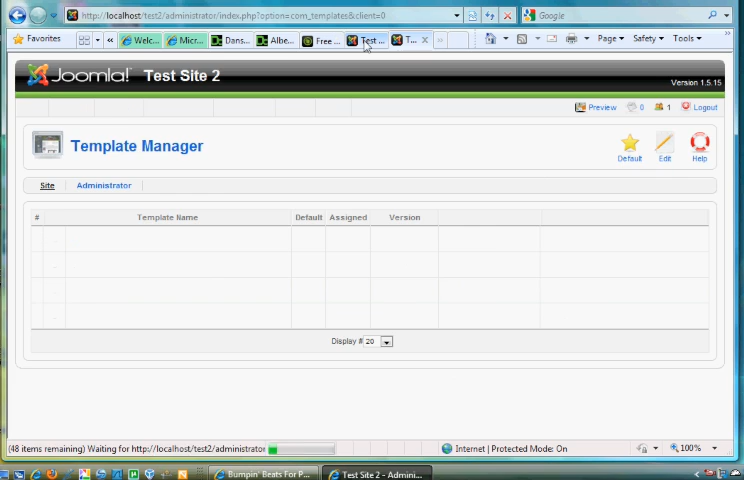 http://localhost/test2/administrator/index.php?option=com_templates&client=0
Google
Favorites
Welc...
Micr...
Dans...
Albe...
Free ...
Test ...
T...
Page
Safety
Tools
Joomla! Test Site 2
Version 1.5.15
Preview 0 1 Logout
Template Manager
Default Edit Help
Site Administrator
# Template Name Default Assigned Version
Display # 20
(48 items remaining) Waiting for http://localhost/test2/administrator
Internet | Protected Mode: On
100%
Bumpin' Beats For P...
Test Site 2 - Admini...